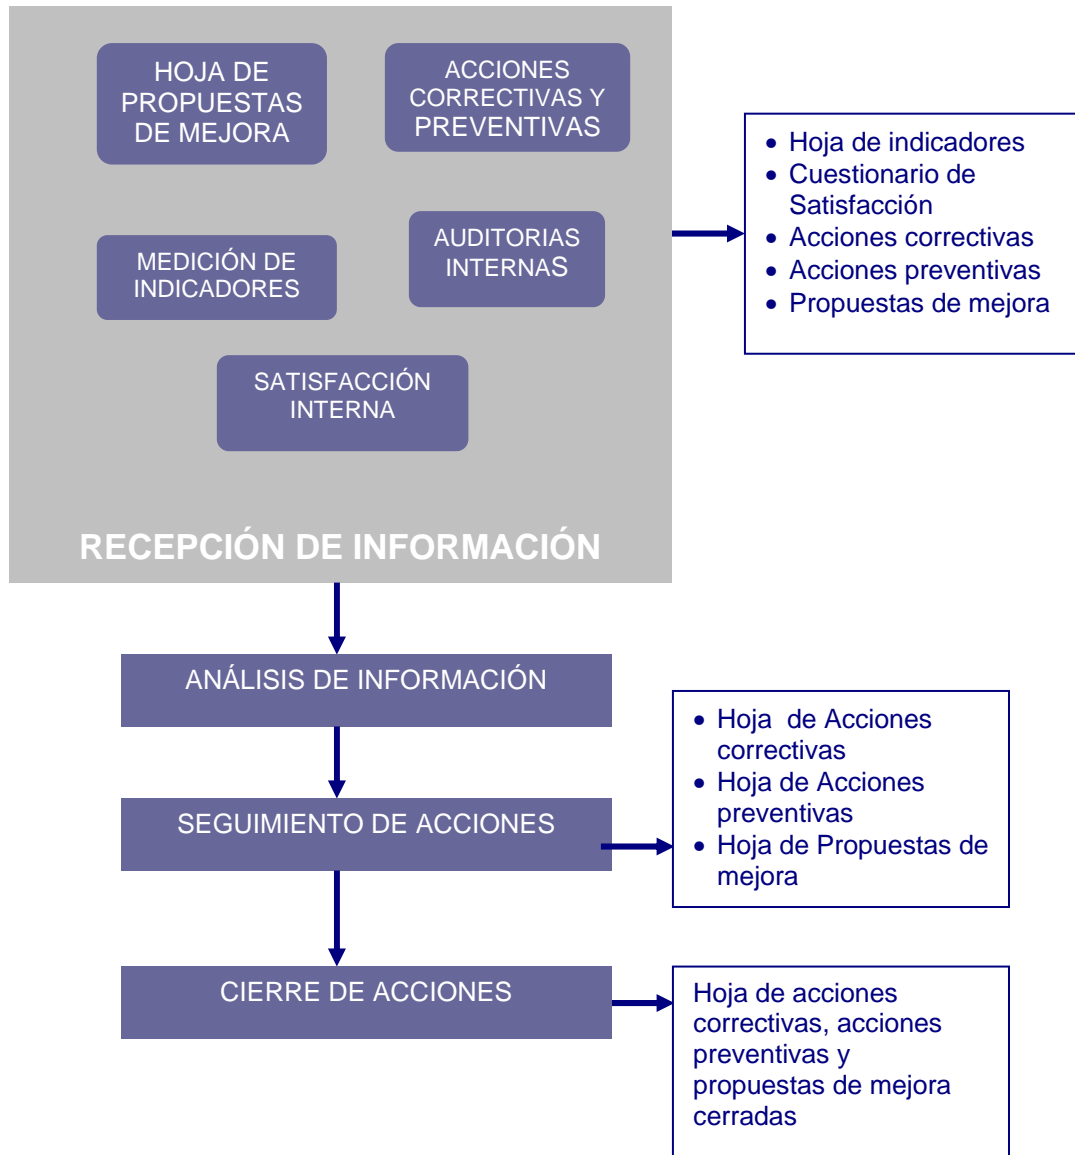 HOJA DE
PROPUESTAS
DE MEJORA
ACCIONES
CORRECTIVAS Y
PREVENTIVAS
MEDICIÓN DE
INDICADORES
AUDITORIAS
INTERNAS
SATISFACCIÓN
INTERNA
RECEPCIÓN DE INFORMACIÓN
• Hoja de indicadores
• Cuestionario de
Satisfacción
• Acciones correctivas
• Acciones preventivas
• Propuestas de mejora
ANÁLISIS DE INFORMACIÓN
SEGUIMIENTO DE ACCIONES
• Hoja  de Acciones
correctivas
• Hoja de Acciones
preventivas
• Hoja de Propuestas de
mejora
CIERRE DE ACCIONES
Hoja de acciones
correctivas, acciones
preventivas y
propuestas de mejora
cerradas